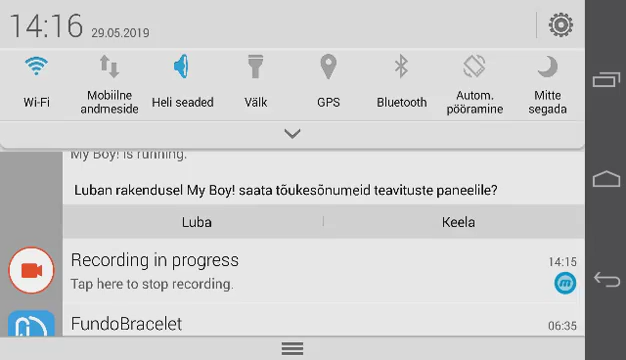 14:16 29.05.2019
Wi-Fi
Mobiilne andmeside
Heli seaded
Välk
GPS
Bluetooth
Autom. pööramine
Mitte segada
My Boy! is running.
Luban rakendusel My Boy! saata tõukesõnumeid teavituste paneelile?
Luba Keela
Recording in progress 14:15
Tap here to stop recording.
FundoBracelet 06:35